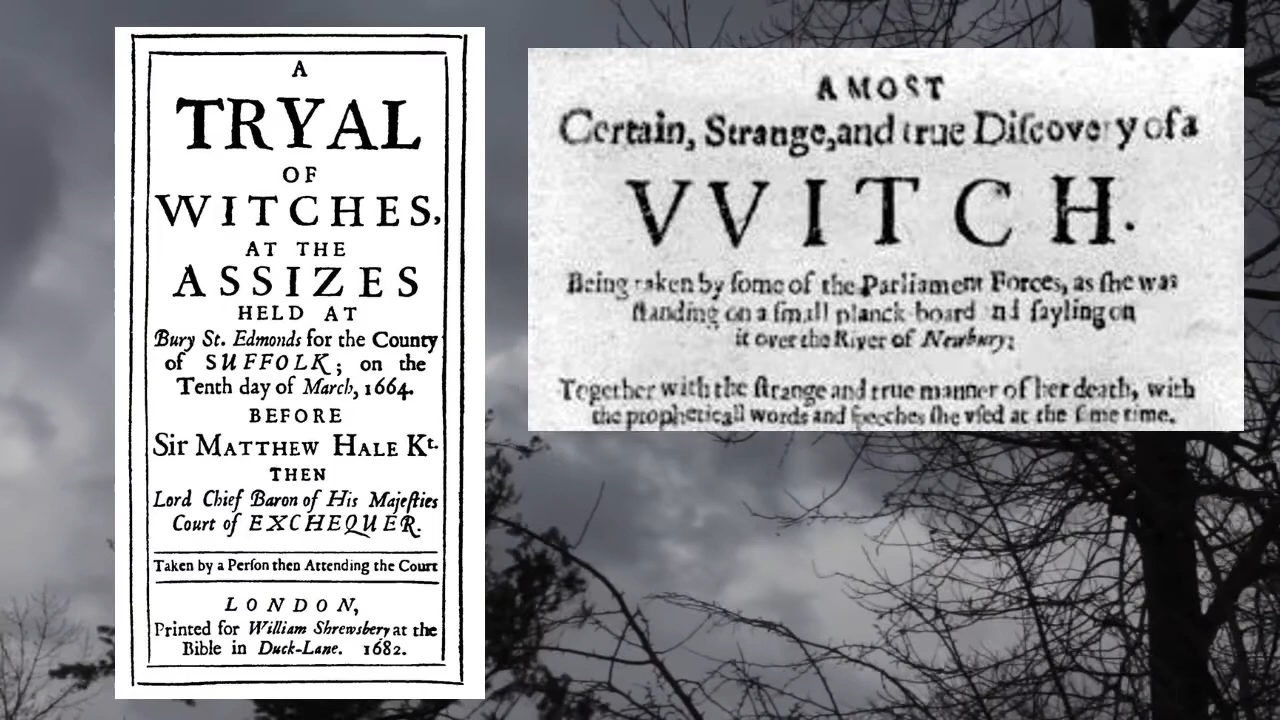 A
TRYAL
OF
WITCHES,
AT THE
ASSIZES
HELD AT
Bury St. Edmonds for the County
of SUFFOLK; on the
Tenth day of March, 1664.
BEFORE
Sir MATTHEW HALE Kt.
THEN
Lord Chief Baron of His Majeſties
Court of EXCHEQUER.
Taken by a Perſon then Attending the Court
LONDON,
Printed for William Shrewsbery at the
Bible in Duck-Lane. 1682.
A MOST
Certain, Strange, and true Diſcovery of a
VVITCH.
Being taken by ſome of the Parliament Forces, as ſhe was
ſtanding on a ſmall planck-board and ſayling on
it over the River of Newbury:
Together with the ſtrange and true manner of her death, with
the propheticall words and ſpeeches ſhe vſed at the ſame time.